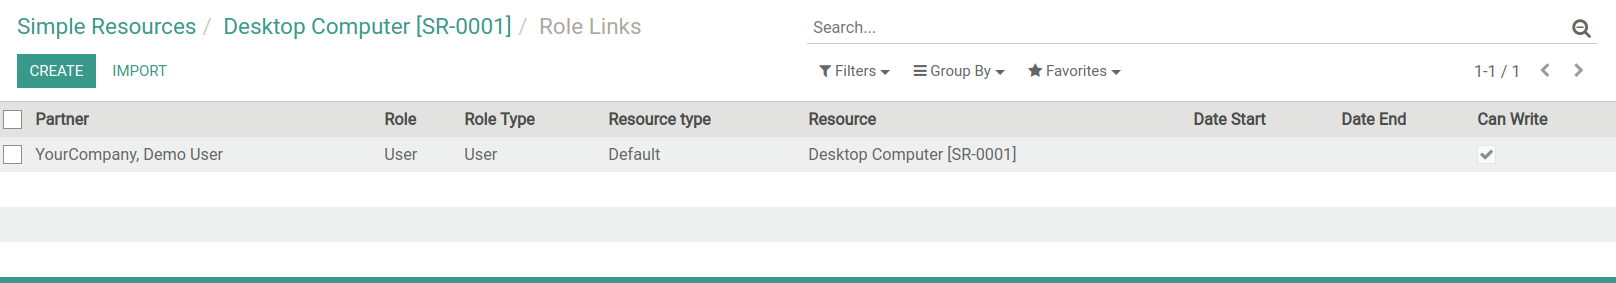 Simple Resources / Desktop Computer [SR-0001] / Role Links
Search...
CREATE IMPORT
Filters Group By Favorites 1-1 / 1
Partner Role Role Type Resource type Resource Date Start Date End Can Write
YourCompany, Demo User User User Default Desktop Computer [SR-0001]